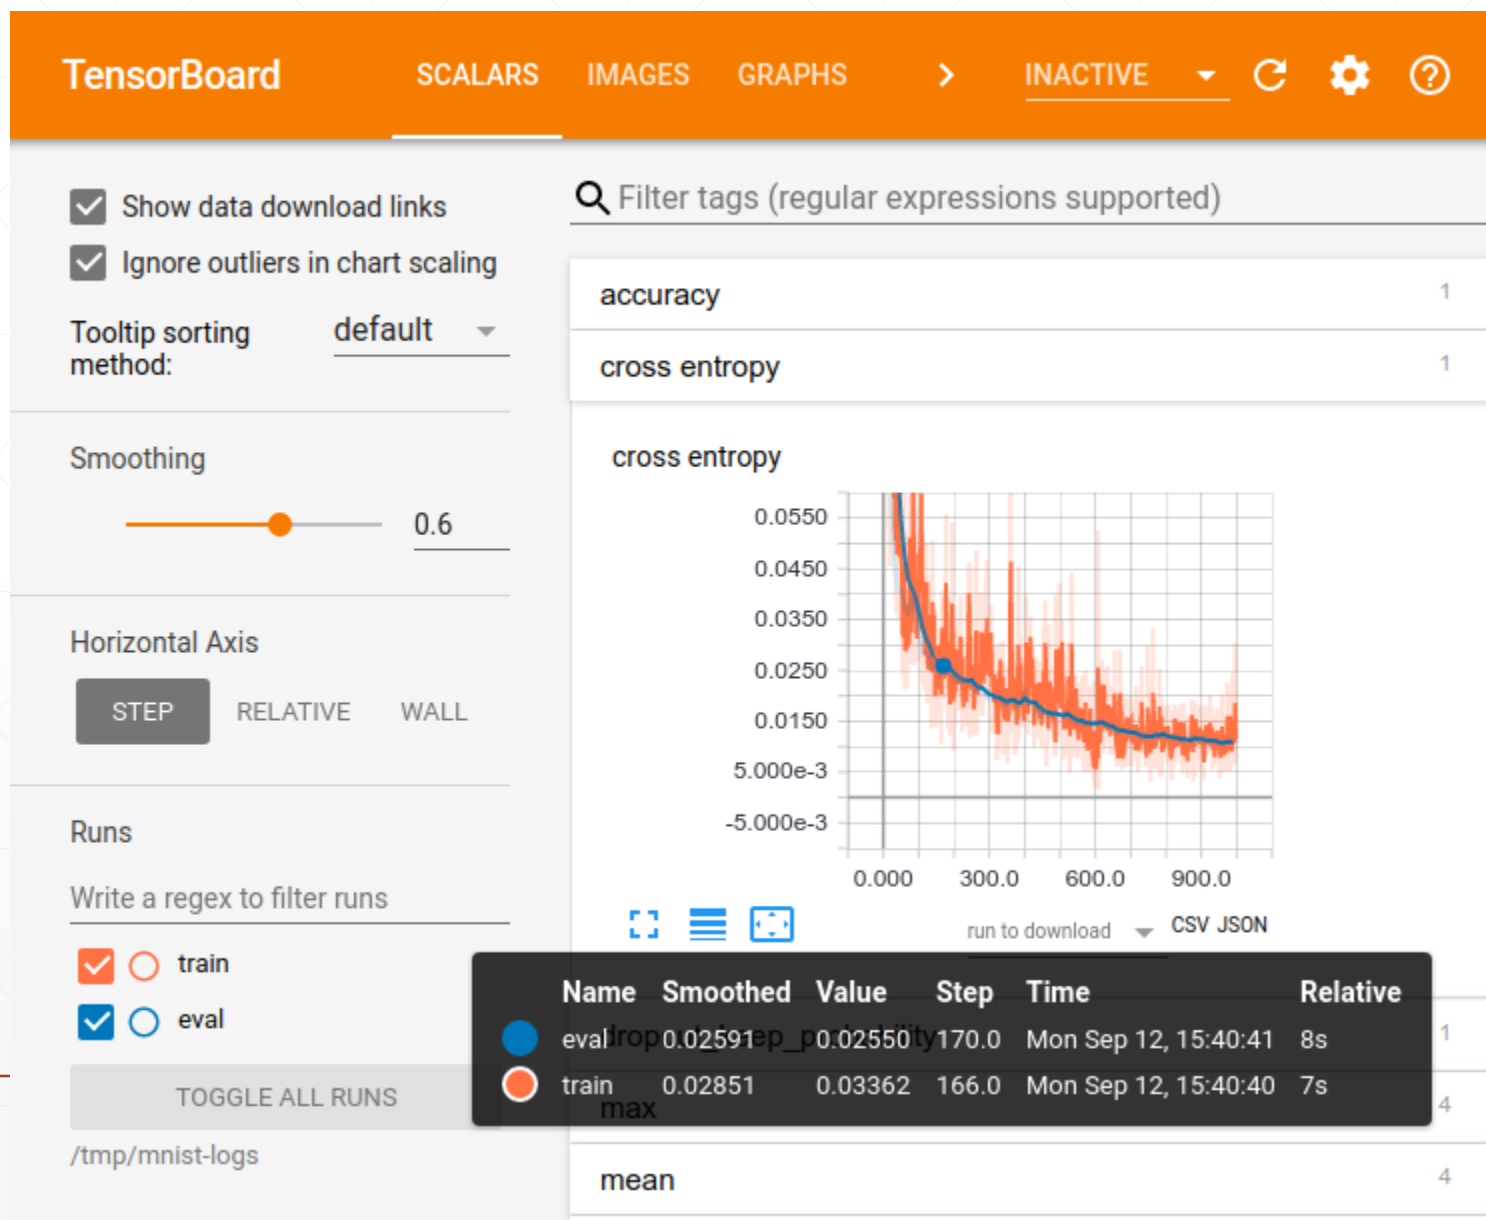 TensorBoard SCALARS IMAGES GRAPHS INACTIVE
Show data download links
Ignore outliers in chart scaling
Tooltip sorting
method:
default
Smoothing
0.6
Horizontal Axis
STEP RELATIVE WALL
Runs
Write a regex to filter runs
train
eval
TOGGLE ALL RUNS
/tmp/mnist-logs
Filter tags (regular expressions supported)
accuracy 1
cross entropy 1
cross entropy
0.0550
0.0450
0.0350
0.0250
0.0150
5.000e-3
-5.000e-3
0.000 300.0 600.0 900.0
run to download CSV JSON
Name Smoothed Value Step Time Relative
eval 0.02591 0.02550 170.0 Mon Sep 12, 15:40:41 8s
train 0.02851 0.03362 166.0 Mon Sep 12, 15:40:40 7s
dropout_keep_probability 1
max 4
mean 4